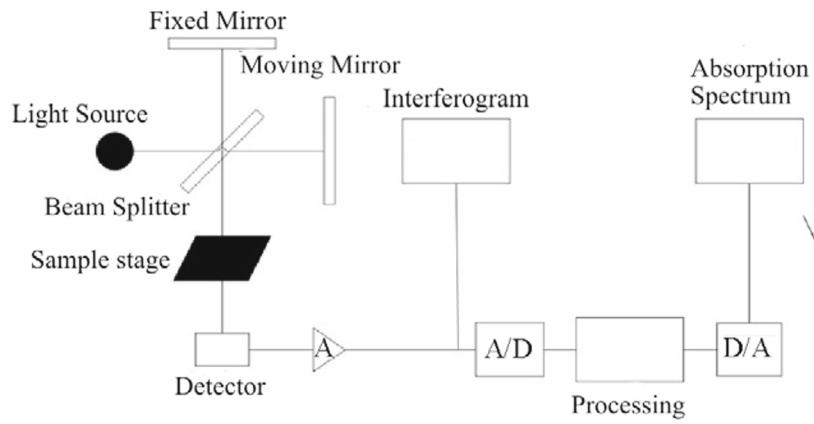 Fixed Mirror
Moving Mirror
Light Source
Interferogram
Absorption
Spectrum
Beam Splitter
Sample stage
A
A/D
D/A
Detector
Processing